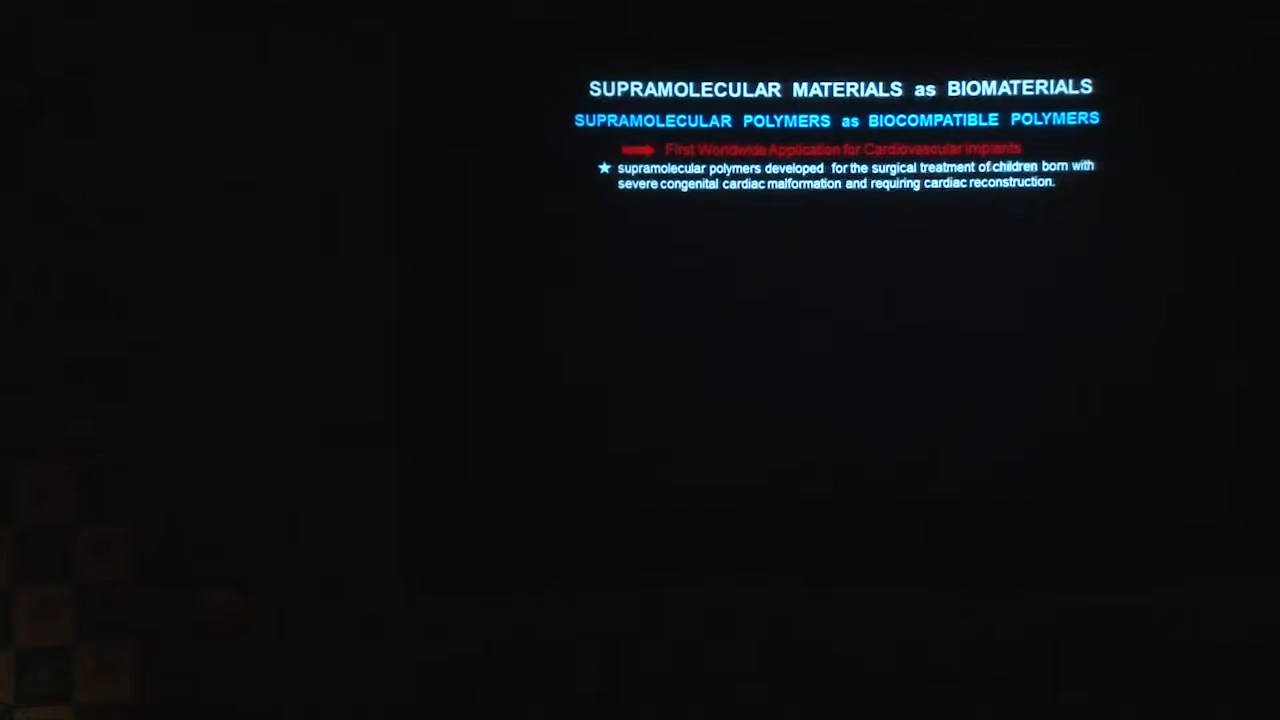 SUPRAMOLECULAR MATERIALS as BIOMATERIALS
SUPRAMOLECULAR POLYMERS as BIOCOMPATIBLE POLYMERS
First Worldwide Application for Cardiovascular Implants
supramolecular polymers developed for the surgical treatment of children born with
severe congenital cardiac malformation and requiring cardiac reconstruction.